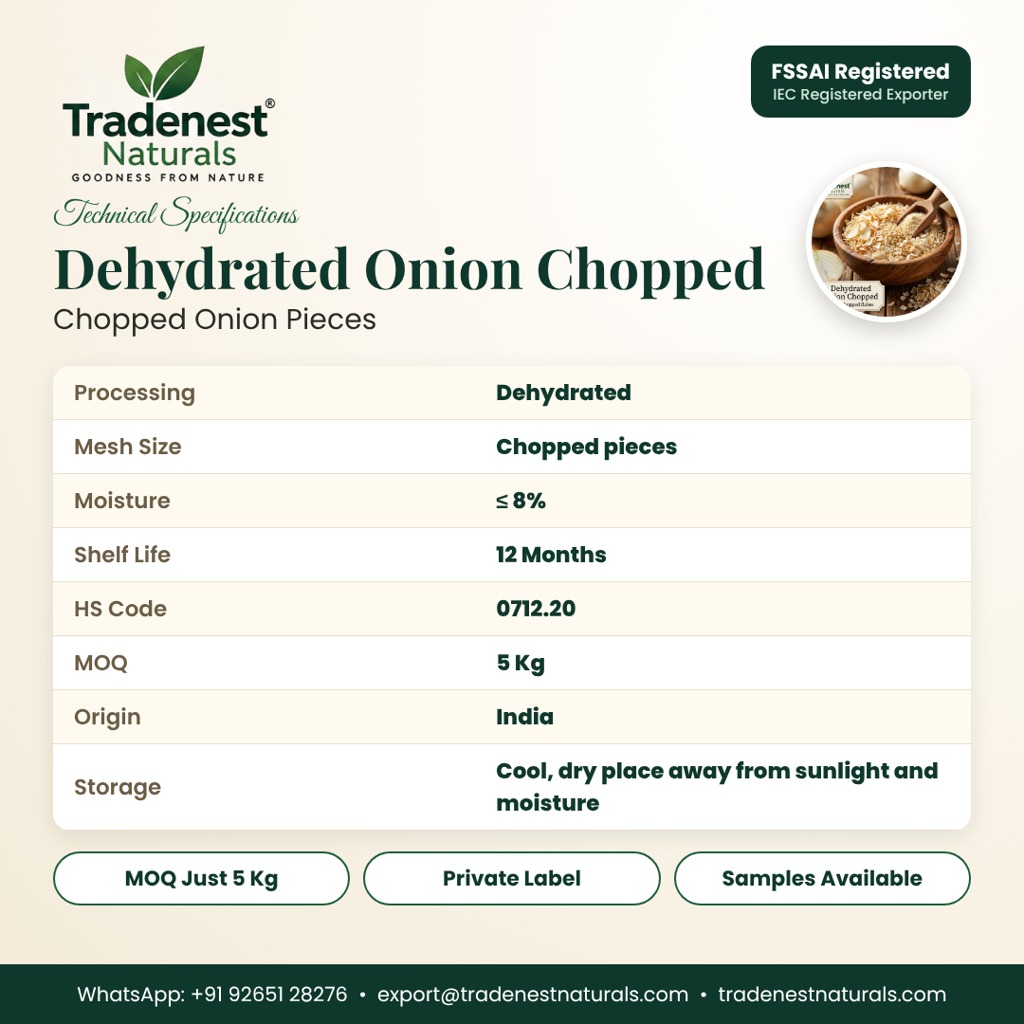 Tradenest®
Naturals
GOODNESS FROM NATURE
FSSAI Registered
IEC Registered Exporter
Technical Specifications
Dehydrated Onion Chopped
Chopped Onion Pieces
Dehydrated
on Chopped
Processing Dehydrated
Mesh Size Chopped pieces
Moisture ≤ 8%
Shelf Life 12 Months
HS Code 0712.20
MOQ 5 Kg
Origin India
Storage Cool, dry place away from sunlight and
moisture
MOQ Just 5 Kg
Private Label
Samples Available
WhatsApp: +91 92651 28276 • export@tradenestnaturals.com • tradenestnaturals.com